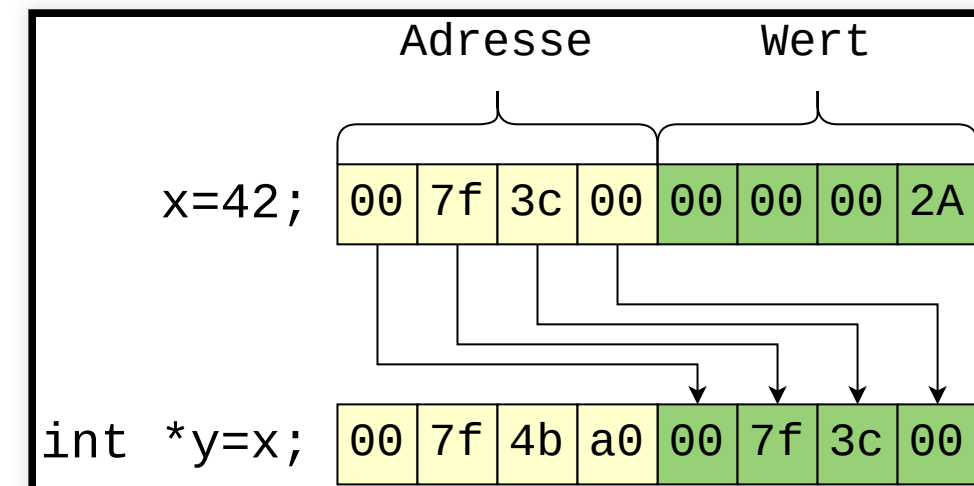 Adresse Wert
x=42; 00 7f 3c 00 00 00 00 2A
int *y=x; 00 7f 4b a0 00 7f 3c 00